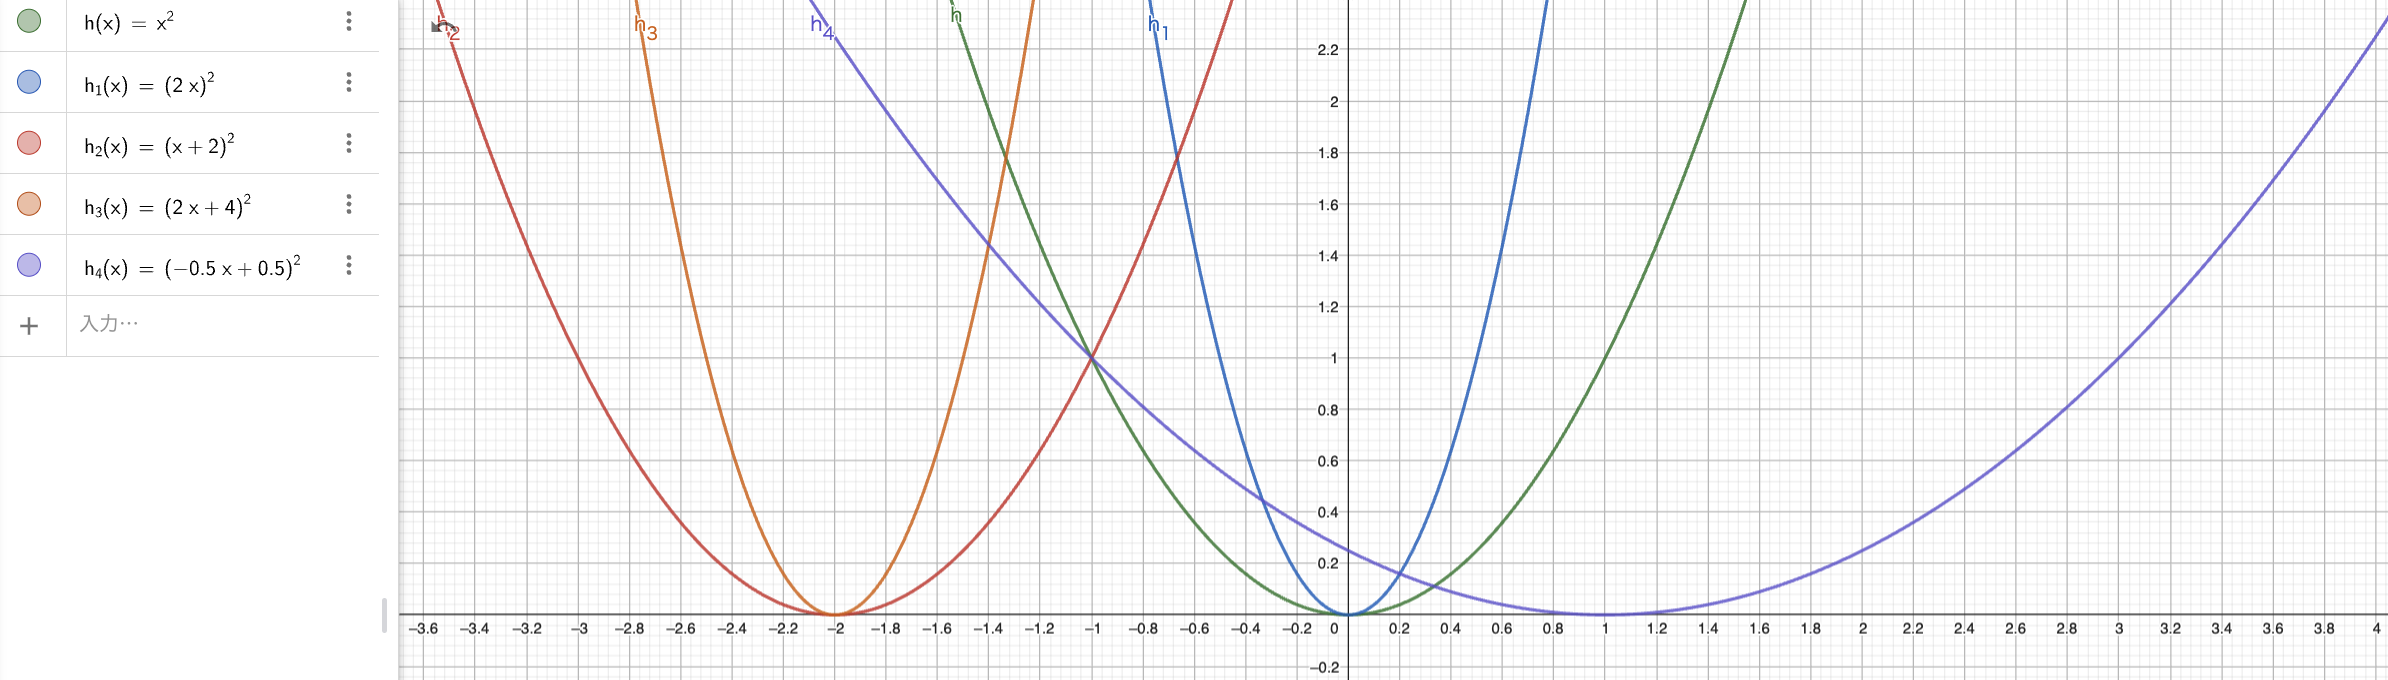 h(x) = x²
h₁(x) = (2 x)²
h₂(x) = (x + 2)²
h₃(x) = (2 x + 4)²
h₄(x) = (−0.5 x + 0.5)²
+ 入力…
h₂ h₃ h₄ h h₁
2.2
2
1.8
1.6
1.4
1.2
1
0.8
0.6
0.4
0.2
−3.6 −3.4 −3.2 −3 −2.8 −2.6 −2.4 −2.2 −2 −1.8 −1.6 −1.4 −1.2 −1 −0.8 −0.6 −0.4 −0.2 0 0.2 0.4 0.6 0.8 1 1.2 1.4 1.6 1.8 2 2.2 2.4 2.6 2.8 3 3.2 3.4 3.6 3.8 4
−0.2